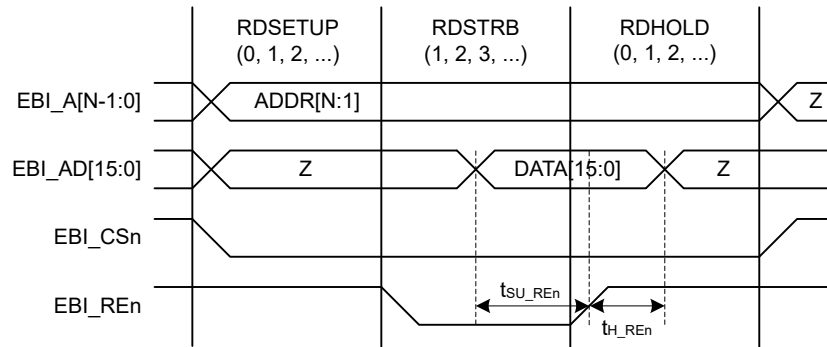 RDSETUP
(0, 1, 2, ...)
RDSTRB
(1, 2, 3, ...)
RDHOLD
(0, 1, 2, ...)
EBI_A[N-1:0]
ADDR[N:1]
Z
EBI_AD[15:0]
Z
DATA[15:0]
Z
EBI_CSn
EBI_REn
tSU_REn
tH_REn